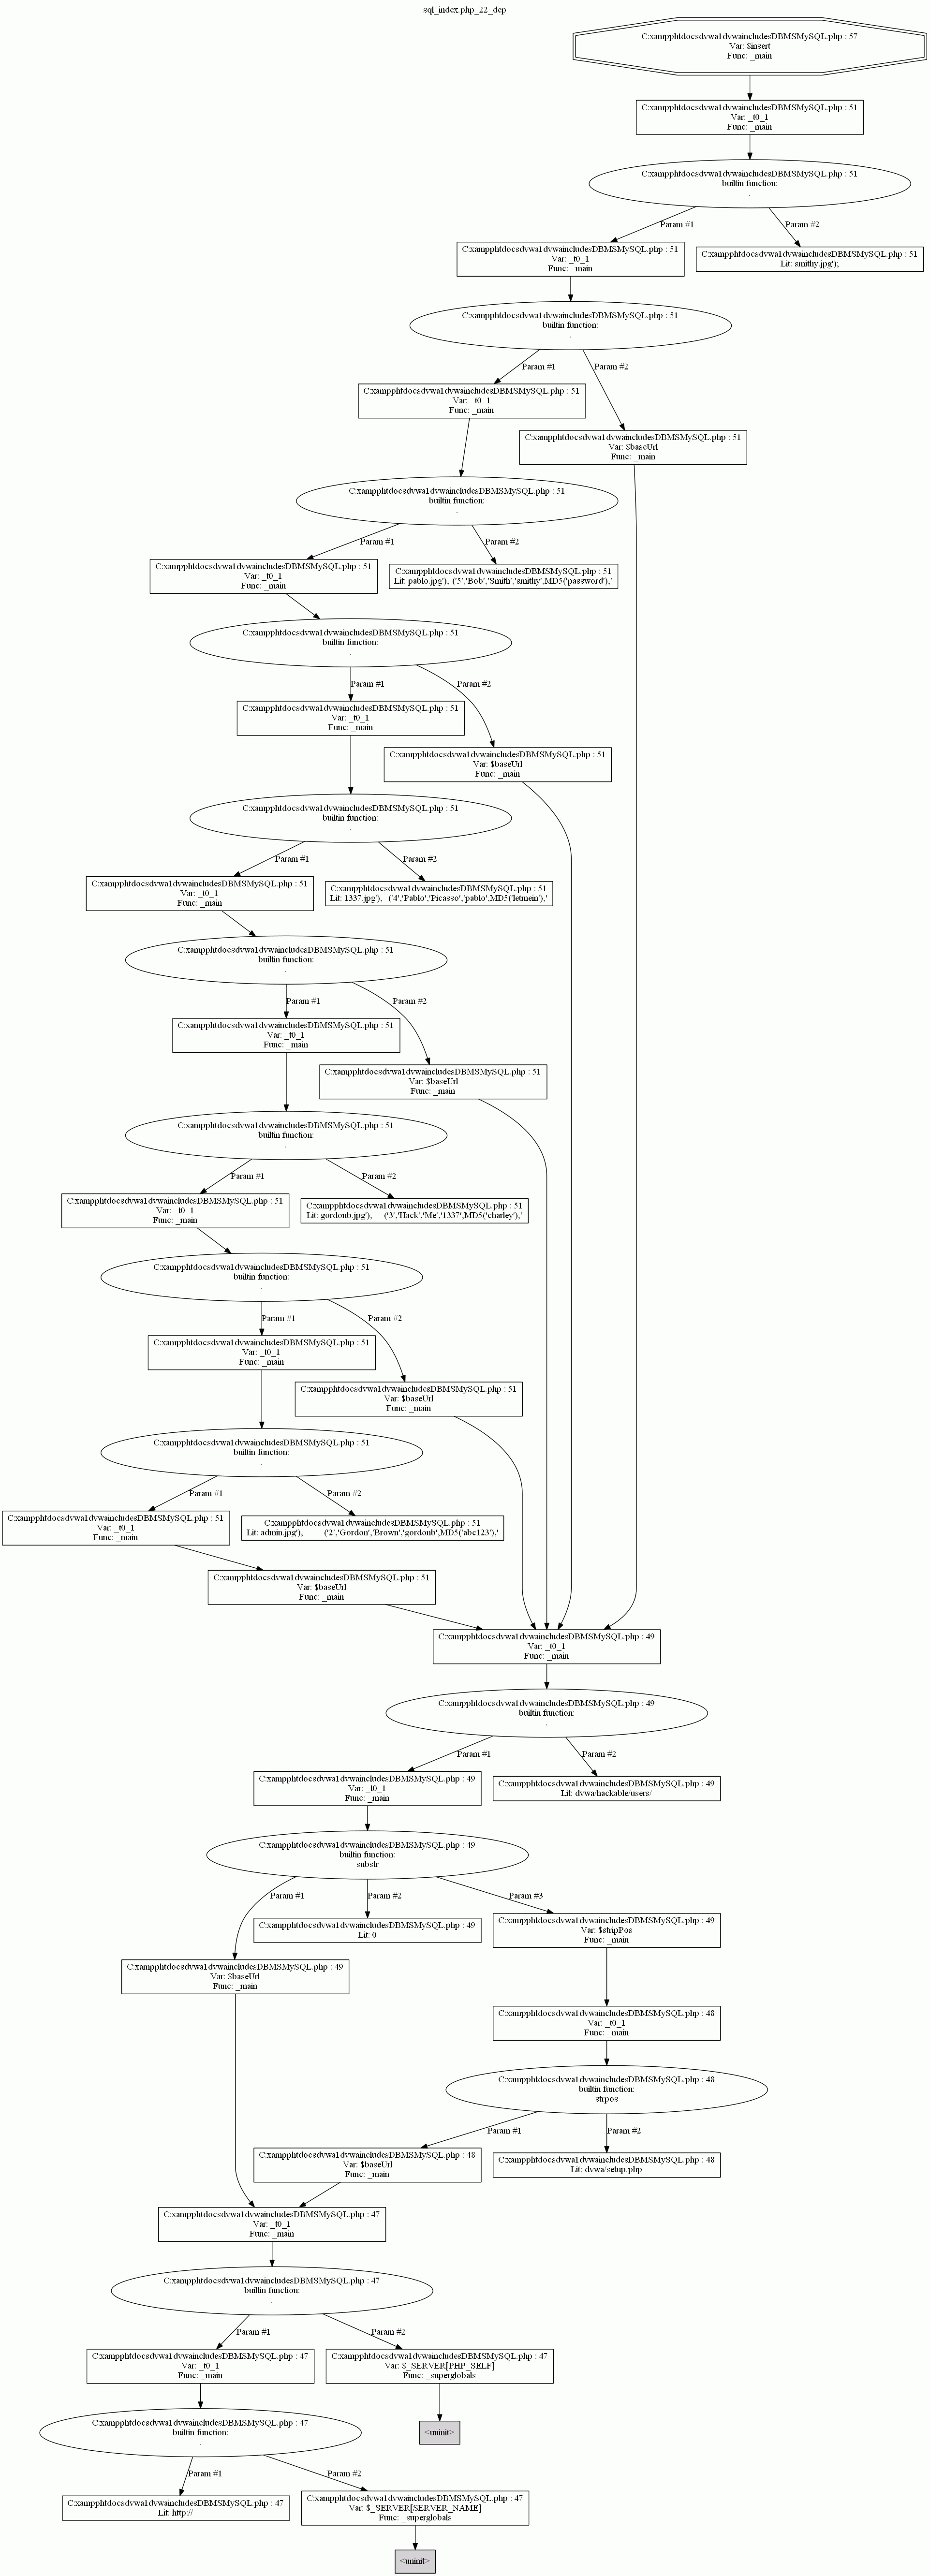 sql_index.php_22_dep
C:xampphtdocsdvwa1dvwaincludesDBMSMySQL.php : 57
Var: $insert
Func: _main
C:xampphtdocsdvwa1dvwaincludesDBMSMySQL.php : 51
Var: _t0_1
Func: _main
C:xampphtdocsdvwa1dvwaincludesDBMSMySQL.php : 51
builtin function:
.
Param #1
Param #2
C:xampphtdocsdvwa1dvwaincludesDBMSMySQL.php : 51
Var: _t0_1
Func: _main
C:xampphtdocsdvwa1dvwaincludesDBMSMySQL.php : 51
Lit: smithy.jpg');
C:xampphtdocsdvwa1dvwaincludesDBMSMySQL.php : 51
builtin function:
.
Param #1
Param #2
C:xampphtdocsdvwa1dvwaincludesDBMSMySQL.php : 51
Var: _t0_1
Func: _main
C:xampphtdocsdvwa1dvwaincludesDBMSMySQL.php : 51
Var: $baseUrl
Func: _main
C:xampphtdocsdvwa1dvwaincludesDBMSMySQL.php : 51
builtin function:
.
Param #1
Param #2
C:xampphtdocsdvwa1dvwaincludesDBMSMySQL.php : 51
Var: _t0_1
Func: _main
C:xampphtdocsdvwa1dvwaincludesDBMSMySQL.php : 51
Lit: pablo.jpg'), ('5','Bob','Smith','smithy',MD5('password'),'
C:xampphtdocsdvwa1dvwaincludesDBMSMySQL.php : 51
builtin function:
.
Param #1
Param #2
C:xampphtdocsdvwa1dvwaincludesDBMSMySQL.php : 51
Var: _t0_1
Func: _main
C:xampphtdocsdvwa1dvwaincludesDBMSMySQL.php : 51
Var: $baseUrl
Func: _main
C:xampphtdocsdvwa1dvwaincludesDBMSMySQL.php : 51
builtin function:
.
Param #1
Param #2
C:xampphtdocsdvwa1dvwaincludesDBMSMySQL.php : 51
Var: _t0_1
Func: _main
C:xampphtdocsdvwa1dvwaincludesDBMSMySQL.php : 51
Lit: 1337.jpg'), ('4','Pablo','Picasso','pablo',MD5('letmein'),'
C:xampphtdocsdvwa1dvwaincludesDBMSMySQL.php : 51
builtin function:
.
Param #1
Param #2
C:xampphtdocsdvwa1dvwaincludesDBMSMySQL.php : 51
Var: _t0_1
Func: _main
C:xampphtdocsdvwa1dvwaincludesDBMSMySQL.php : 51
Var: $baseUrl
Func: _main
C:xampphtdocsdvwa1dvwaincludesDBMSMySQL.php : 51
builtin function:
.
Param #1
Param #2
C:xampphtdocsdvwa1dvwaincludesDBMSMySQL.php : 51
Var: _t0_1
Func: _main
C:xampphtdocsdvwa1dvwaincludesDBMSMySQL.php : 51
Lit: gordonb.jpg'), ('3','Hack','Me','1337',MD5('charley'),'
C:xampphtdocsdvwa1dvwaincludesDBMSMySQL.php : 51
builtin function:
.
Param #1
Param #2
C:xampphtdocsdvwa1dvwaincludesDBMSMySQL.php : 51
Var: _t0_1
Func: _main
C:xampphtdocsdvwa1dvwaincludesDBMSMySQL.php : 51
Var: $baseUrl
Func: _main
C:xampphtdocsdvwa1dvwaincludesDBMSMySQL.php : 51
builtin function:
.
Param #1
Param #2
C:xampphtdocsdvwa1dvwaincludesDBMSMySQL.php : 51
Var: _t0_1
Func: _main
C:xampphtdocsdvwa1dvwaincludesDBMSMySQL.php : 51
Lit: admin.jpg'), ('2','Gordon','Brown','gordonb',MD5('abc123'),'
C:xampphtdocsdvwa1dvwaincludesDBMSMySQL.php : 51
Var: $baseUrl
Func: _main
C:xampphtdocsdvwa1dvwaincludesDBMSMySQL.php : 49
Var: _t0_1
Func: _main
C:xampphtdocsdvwa1dvwaincludesDBMSMySQL.php : 49
builtin function:
.
Param #1
Param #2
C:xampphtdocsdvwa1dvwaincludesDBMSMySQL.php : 49
Var: _t0_1
Func: _main
C:xampphtdocsdvwa1dvwaincludesDBMSMySQL.php : 49
Lit: dvwa/hackable/users/
C:xampphtdocsdvwa1dvwaincludesDBMSMySQL.php : 49
builtin function:
substr
Param #1
Param #2
Param #3
C:xampphtdocsdvwa1dvwaincludesDBMSMySQL.php : 49
Lit: 0
C:xampphtdocsdvwa1dvwaincludesDBMSMySQL.php : 49
Var: $stripPos
Func: _main
C:xampphtdocsdvwa1dvwaincludesDBMSMySQL.php : 49
Var: $baseUrl
Func: _main
C:xampphtdocsdvwa1dvwaincludesDBMSMySQL.php : 48
Var: _t0_1
Func: _main
C:xampphtdocsdvwa1dvwaincludesDBMSMySQL.php : 48
builtin function:
strpos
Param #1
Param #2
C:xampphtdocsdvwa1dvwaincludesDBMSMySQL.php : 48
Var: $baseUrl
Func: _main
C:xampphtdocsdvwa1dvwaincludesDBMSMySQL.php : 48
Lit: dvwa/setup.php
C:xampphtdocsdvwa1dvwaincludesDBMSMySQL.php : 47
Var: _t0_1
Func: _main
C:xampphtdocsdvwa1dvwaincludesDBMSMySQL.php : 47
builtin function:
.
Param #1
Param #2
C:xampphtdocsdvwa1dvwaincludesDBMSMySQL.php : 47
Var: _t0_1
Func: _main
C:xampphtdocsdvwa1dvwaincludesDBMSMySQL.php : 47
Var: $_SERVER[PHP_SELF]
Func: _superglobals
C:xampphtdocsdvwa1dvwaincludesDBMSMySQL.php : 47
builtin function:
.
<uninit>
Param #1
Param #2
C:xampphtdocsdvwa1dvwaincludesDBMSMySQL.php : 47
Lit: http://
C:xampphtdocsdvwa1dvwaincludesDBMSMySQL.php : 47
Var: $_SERVER[SERVER_NAME]
Func: _superglobals
<uninit>